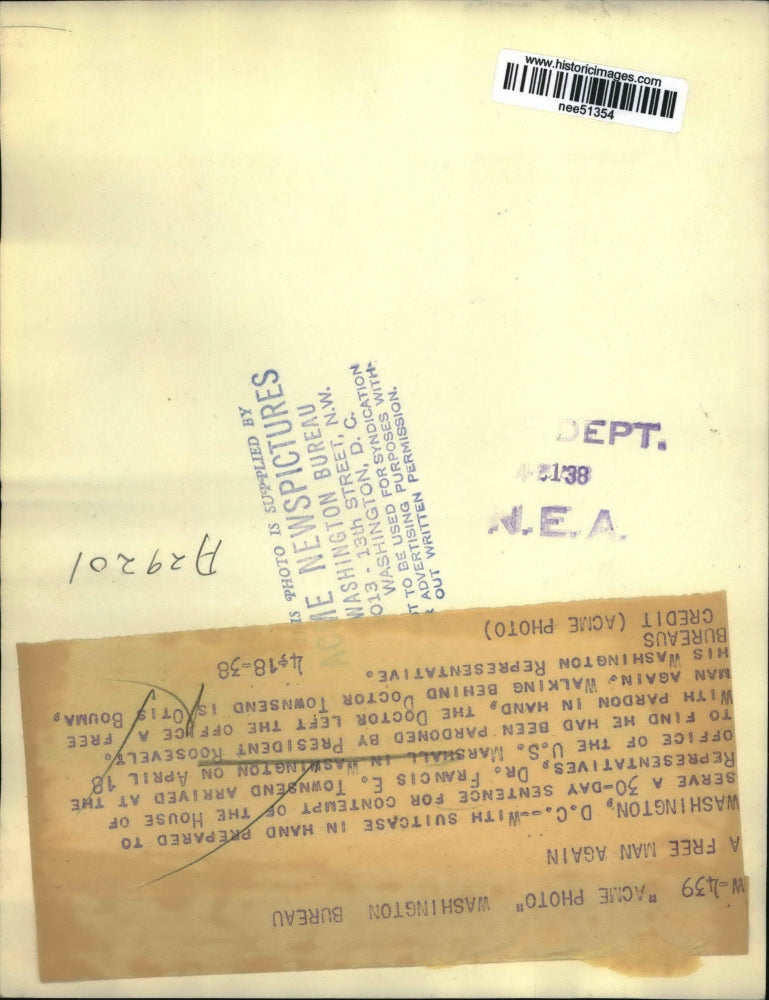 www.historicimages.com
nee51354
IS PHOTO IS SUPPLIED BY
ACME NEWSPICTURES
WASHINGTON BUREAU
1013 - 13th STREET, N.W.
WASHINGTON, D. C.
WASHINGTON, D. C.
USED FOR SYNDICATION
T TO BE USED FOR
ADVERTISING PURPOSES WITH-
OUT WRITTEN PERMISSION.
DEPT.
4-21'38
N.E.A.
A29201
W-439 "ACME PHOTO" WASHINGTON BUREAU
A FREE MAN AGAIN
WASHINGTON, D.C.--WITH SUITCASE IN HAND PREPARED TO
SERVE A 30-DAY SENTENCE FOR CONTEMPT OF THE HOUSE OF
REPRESENTATIVES, DR. FRANCIS E. TOWNSEND ARRIVED AT THE
OFFICE OF THE U.S. MARSHALL IN WASHINGTON ON APRIL 18
TO FIND HE HAD BEEN PARDONED BY PRESIDENT ROOSEVELT.
WITH PARDON IN HAND, THE DOCTOR LEFT THE OFFICE A FREE
MAN AGAIN. WALKING BEHIND DOCTOR TOWNSEND IS OTIS BOUMA,
HIS WASHINGTON REPRESENTATIVE.
BUREAUS
CREDIT (ACME PHOTO) 4-18-38